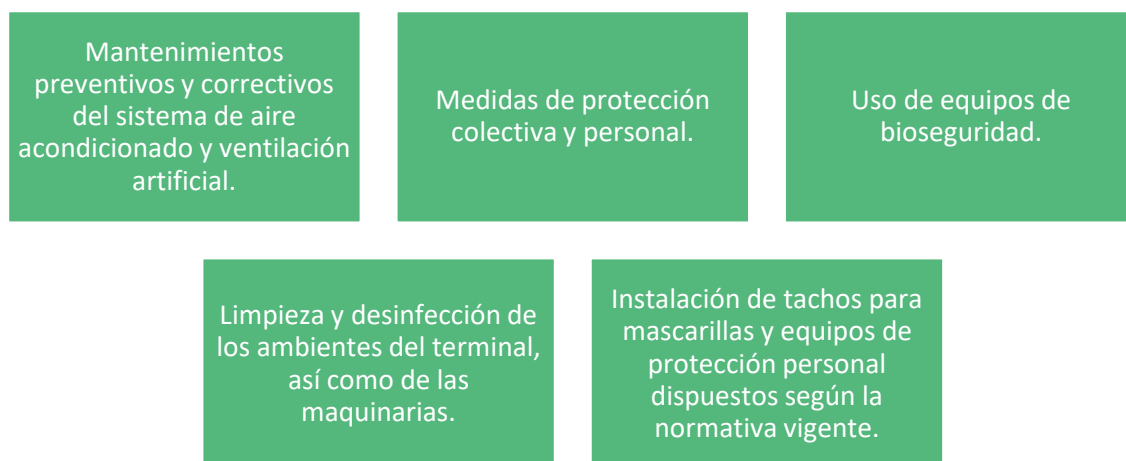 Mantenimientos
preventivos y correctivos
del sistema de aire
acondicionado y ventilación
artificial.
Medidas de protección
colectiva y personal.
Uso de equipos de
bioseguridad.
Limpieza y desinfección de
los ambientes del terminal,
así como de las
maquinarias.
Instalación de tachos para
mascarillas y equipos de
protección personal
dispuestos según la
normativa vigente.